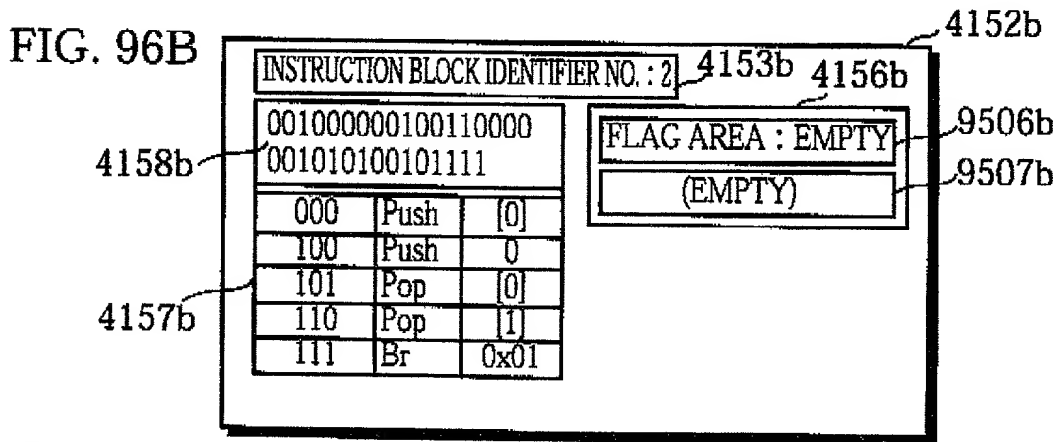 FIG. 96B
4152b
INSTRUCTION BLOCK IDENTIFIER NO. : 2
4153b
4156b
001000000100110000
001010100101111
4158b
FLAG AREA : EMPTY
9506b
(EMPTY)
9507b
000 Push [0]
100 Push 0
101 Pop [0]
110 Pop [1]
111 Br 0x01
4157b